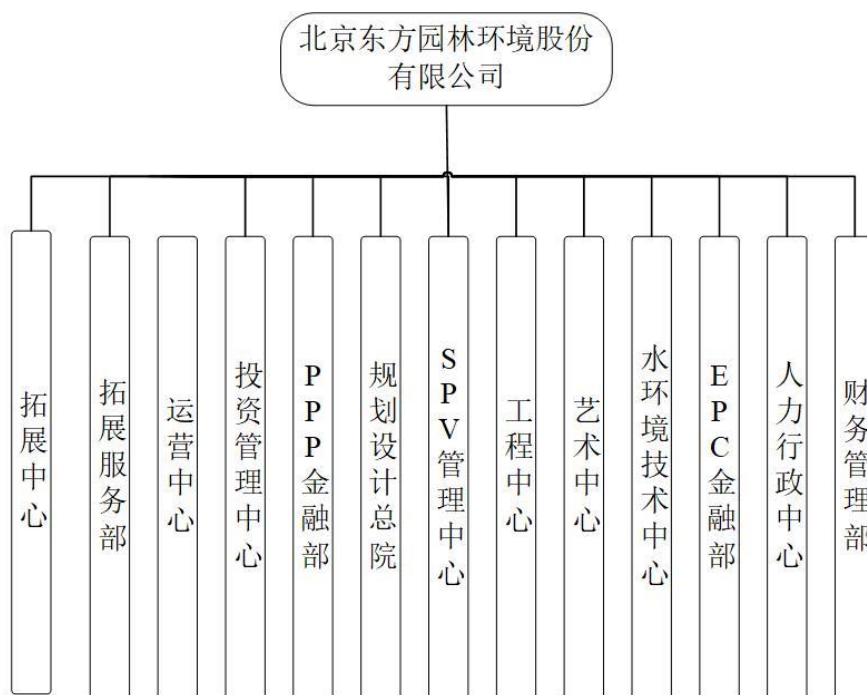 北京东方园林环境股份
有限公司
拓展中心
拓展服务部
运营中心
投资管理中心
PPP金融部
规划设计总院
SPV管理中心
工程中心
艺术中心
水环境技术中心
EPC金融部
人力行政中心
财务管理部